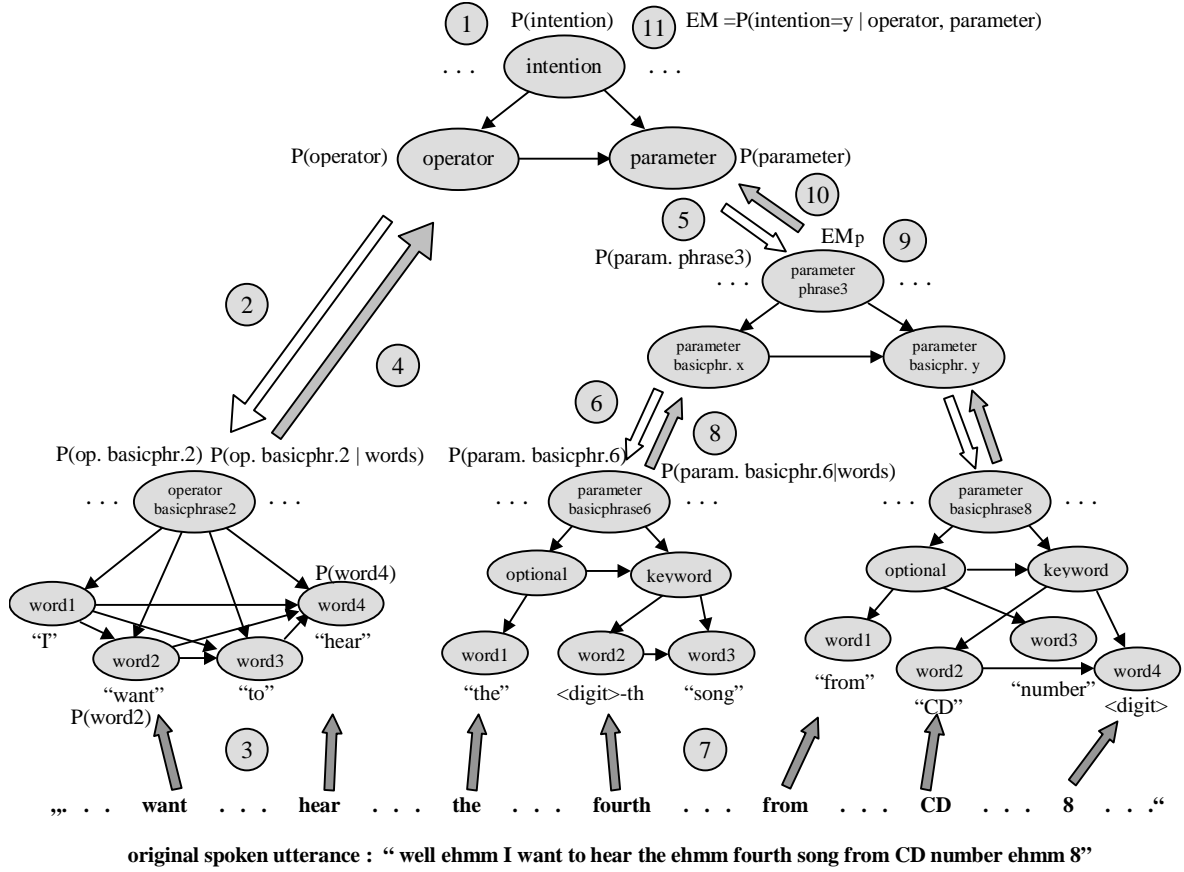 1 P(intention) 11 EM =P(intention=y | operator, parameter)
. . . intention . . .
P(operator) operator parameter P(parameter)
5 10
P(param. phrase3) EMp 9
. . . parameter phrase3 . . .
2
4
parameter basicphr. x
parameter basicphr. y
6
8
P(op. basicphr.2) P(op. basicphr.2 | words)
P(param. basicphr.6)
P(param. basicphr.6|words)
. . . operator basicphrase2 . . .
. . . parameter basicphrase6 . . .
parameter basicphrase8 . . .
optional keyword
optional keyword
P(word4)
word1 word4
“I” “hear”
word2 word3
“want” “to”
P(word2)
word1 word2 word3
“the” <digit>-th “song”
word1 word3
“from” “number”
word2 word4
“CD” <digit>
3 7
„. . . want . . . hear . . . the . . . fourth . . . from . . . CD . . . 8 . . .“
original spoken utterance : “ well ehmm I want to hear the ehmm fourth song from CD number ehmm 8”